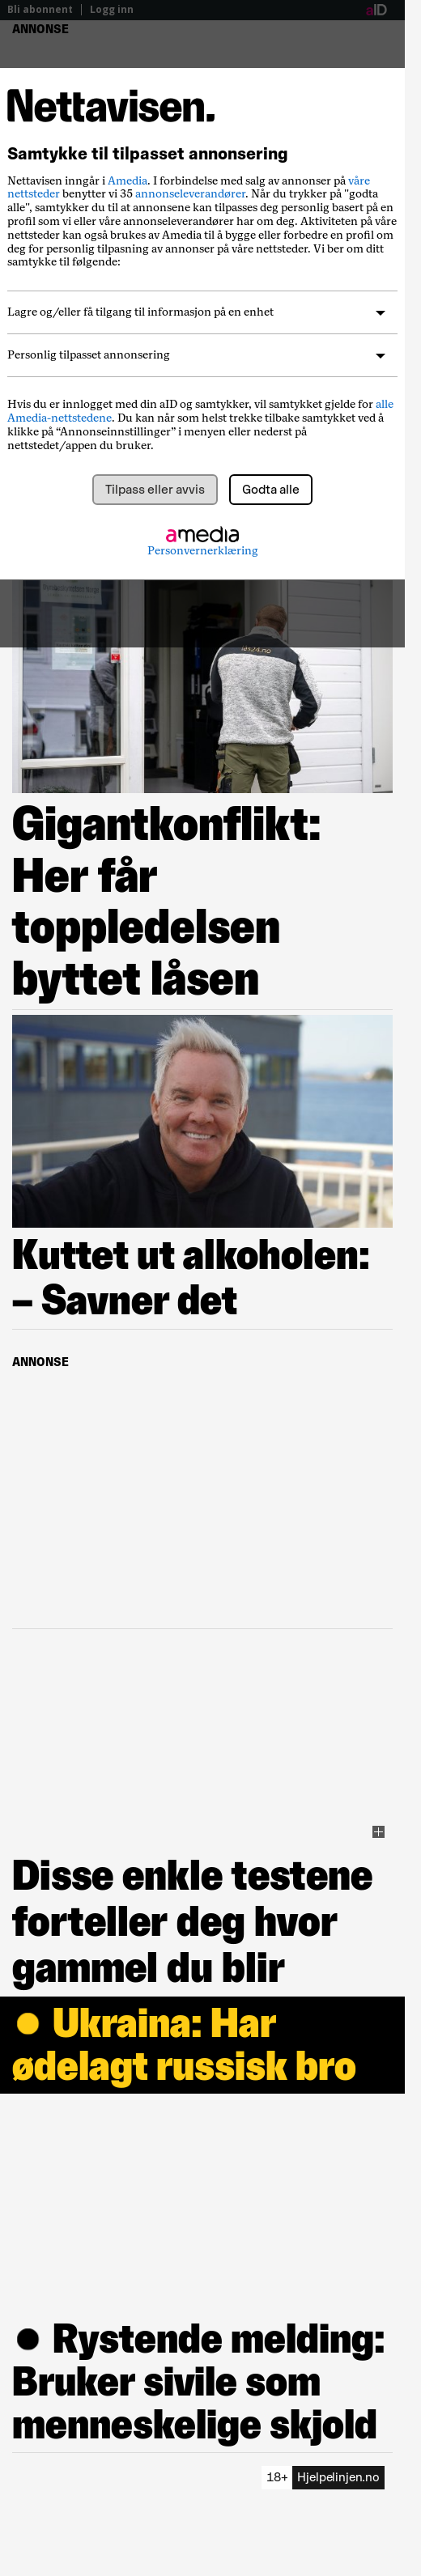 Bli abonnent | Logg inn aID
ANNONSE
Nettavisen.
Samtykke til tilpasset annonsering
Nettavisen inngår i Amedia. I forbindelse med salg av annonser på våre
nettsteder benytter vi 35 annonseleverandører. Når du trykker på "godta
alle", samtykker du til at annonsene kan tilpasses deg personlig basert på en
profil som vi eller våre annonseleverandører har om deg. Aktiviteten på våre
nettsteder kan også brukes av Amedia til å bygge eller forbedre en profil om
deg for personlig tilpasning av annonser på våre nettsteder. Vi ber om ditt
samtykke til følgende:
Lagre og/eller få tilgang til informasjon på en enhet
Personlig tilpasset annonsering
Hvis du er innlogget med din aID og samtykker, vil samtykket gjelde for alle
Amedia-nettstedene. Du kan når som helst trekke tilbake samtykket ved å
klikke på “Annonseinnstillinger” i menyen eller nederst på
nettstedet/appen du bruker.
Tilpass eller avvis Godta alle
amedia
Personvernerklæring
Gigantkonflikt:
Her får
toppledelsen
byttet låsen
Kuttet ut alkoholen:
– Savner det
ANNONSE
Disse enkle testene
forteller deg hvor
gammel du blir
● Ukraina: Har
ødelagt russisk bro
● Rystende melding:
Bruker sivile som
menneskelige skjold
18+ Hjelpelinjen.no